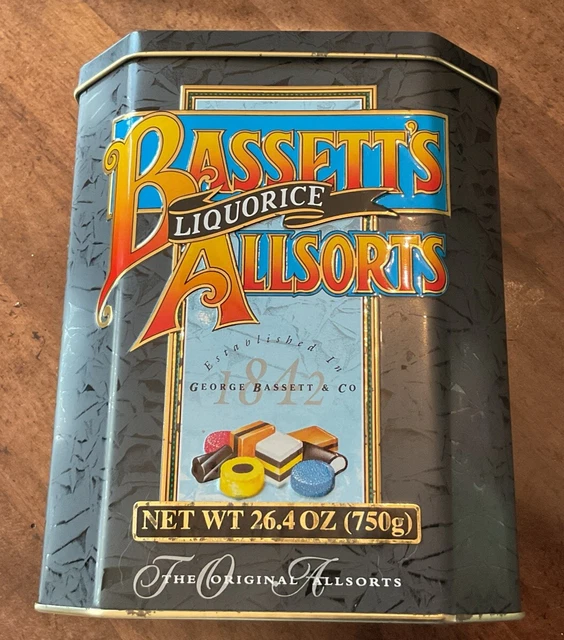 BASSETT'S
LIQUORICE
ALLSORTS
Established In
1842
GEORGE BASSETT & CO
NET WT 26.4 OZ (750g)
THE ORIGINAL ALLSORTS